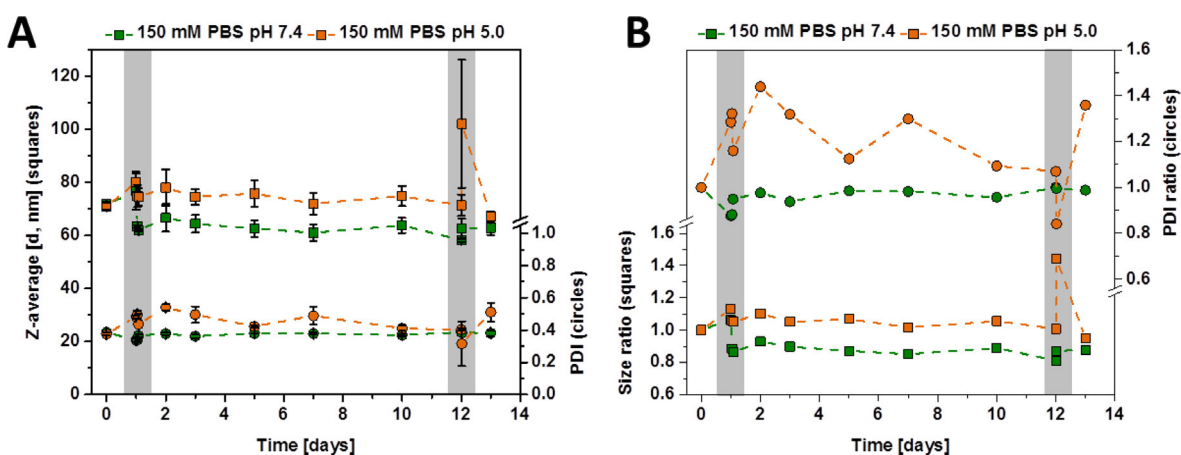 A
150 mM PBS pH 7.4 150 mM PBS pH 5.0
Z-average [d, nm] (squares)
120
100
80
60
40
20
0
1.0
0.8
0.6
0.4
0.2
0.0
PDI (circles)
0 2 4 6 8 10 12 14
Time [days]
B
150 mM PBS pH 7.4 150 mM PBS pH 5.0
1.6
1.4
1.2
1.0
0.8
0.6
PDI ratio (circles)
Size ratio (squares)
1.6
1.4
1.2
1.0
0.8
0.6
0 2 4 6 8 10 12 14
Time [days]